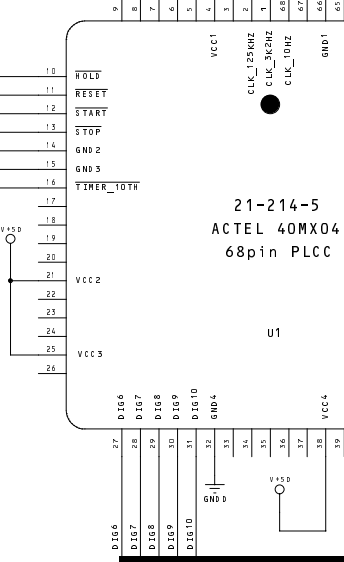 9 8 7 6 5 4 3 2 1 68 67 66 65
VCC1
CLK_125KHZ
CLK_3K2HZ
CLK_10HZ
GND1
10 HOLD
11 RESET
12 START
13 STOP
14 GND2
15 GND3
16 TIMER_10TH
17
18
19
20
21 VCC2
22
23
24
25 VCC3
26
V+5D
21-214-5
ACTEL 40MX04
68pin PLCC
U1
DIG6
DIG7
DIG8
DIG9
DIG10
GND4
VCC4
27 28 29 30 31 32 33 34 35 36 37 38 39
GNDD
V+5D
DIG6
DIG7
DIG8
DIG9
DIG10